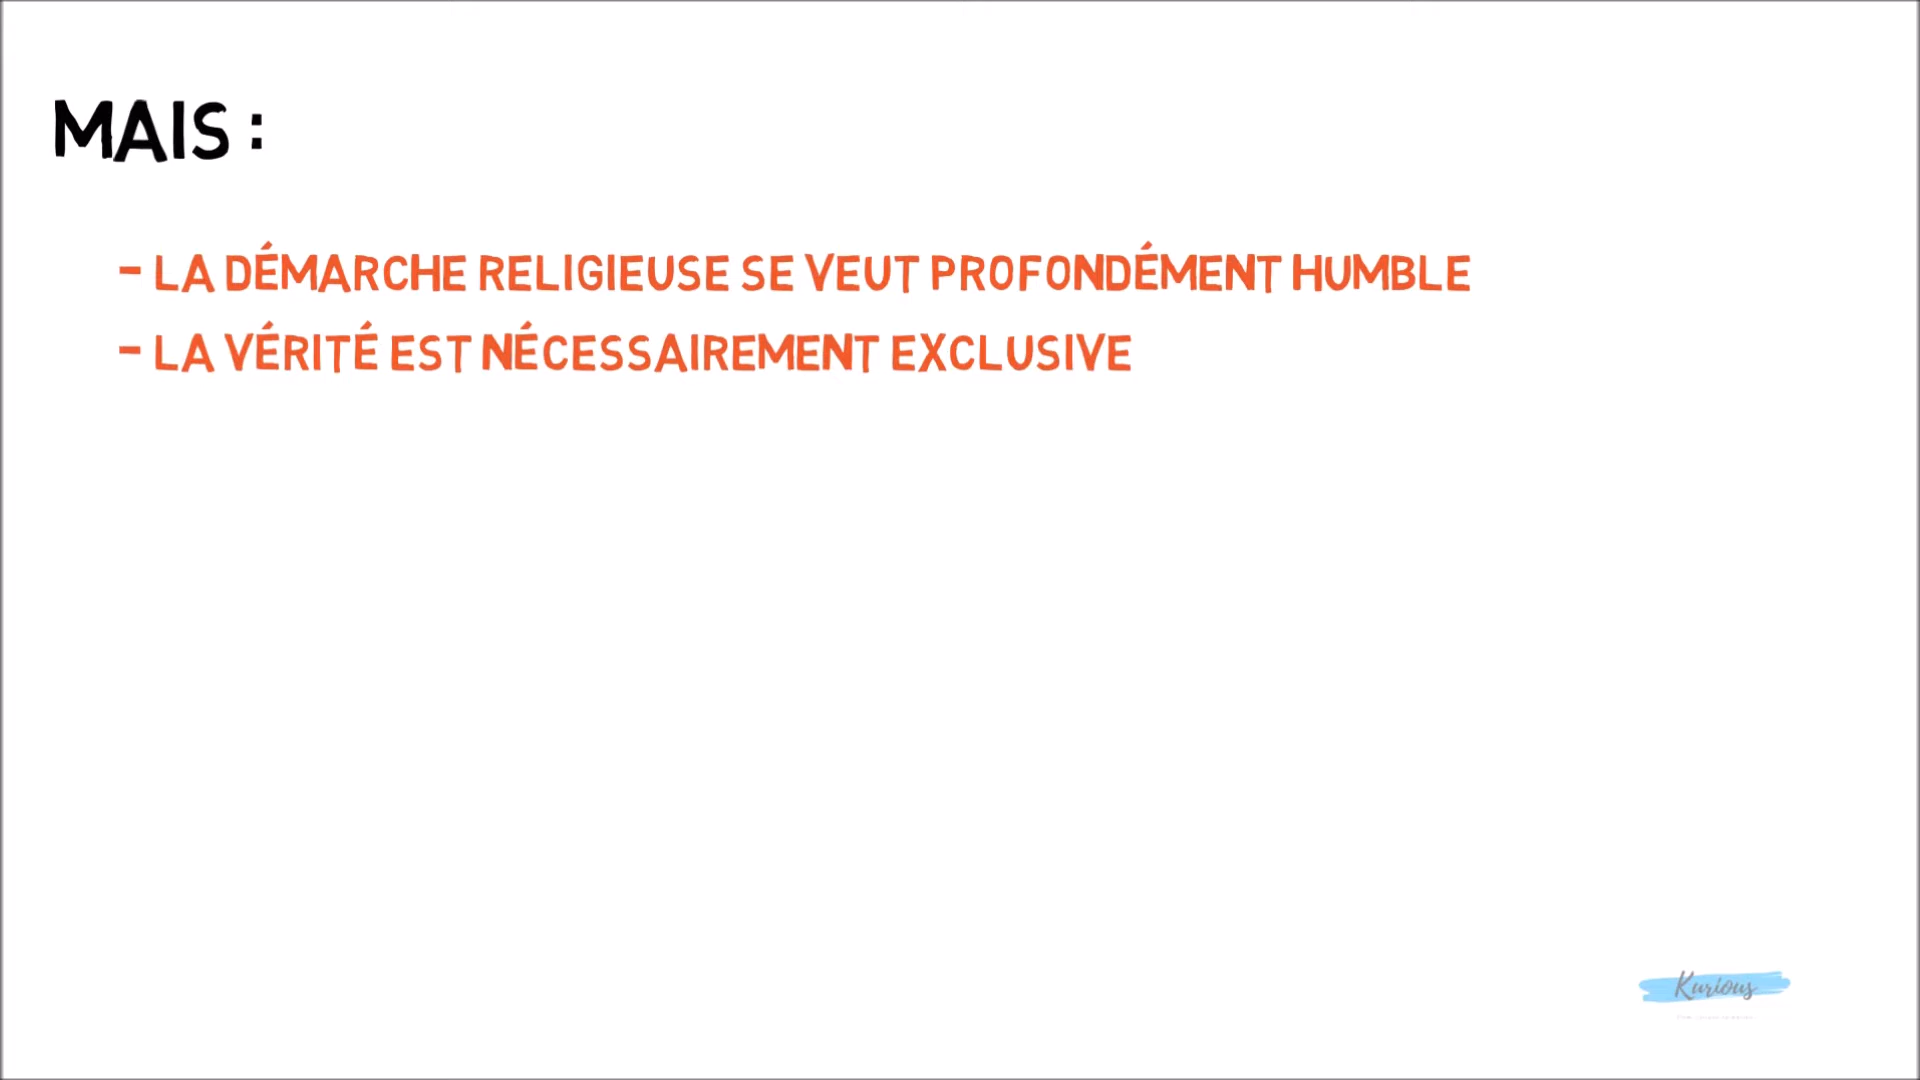 MAIS :
- LA DÉMARCHE RELIGIEUSE SE VEUT PROFONDÉMENT HUMBLE
- LA VÉRITÉ EST NÉCESSAIREMENT EXCLUSIVE
Kurious